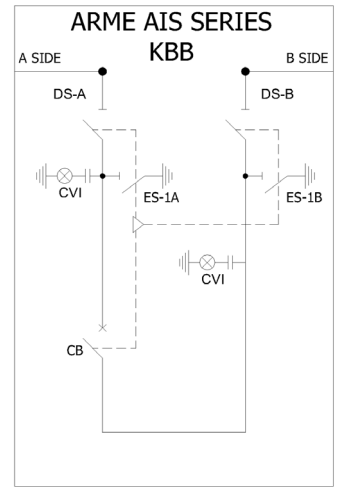 ARME AIS SERIES
KBB
A SIDE
B SIDE
DS-A
DS-B
CVI
ES-1A
ES-1B
CVI
CB